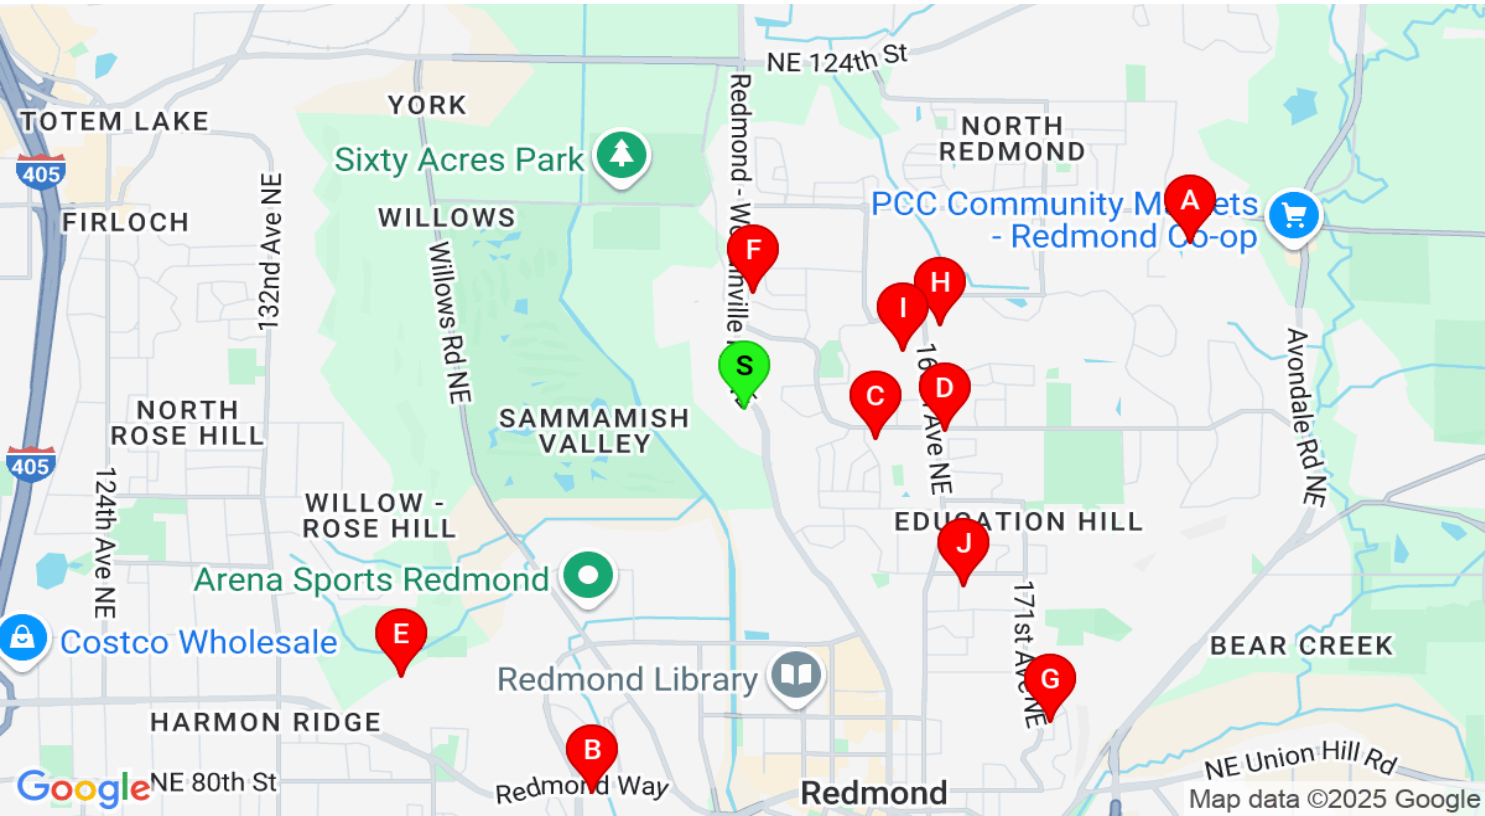 NE 124th St
YORK
TOTEM LAKE
NORTH
REDMOND
Sixty Acres Park
405
FIRLOCH
132nd Ave NE
WILLOWS
Redmond -
A
PCC Community
- Redmond Co-op
F
Willows Rd NE
H
I
S
C
D
Ave NE
Avondale Rd NE
NORTH
ROSE HILL
SAMMAMISH
VALLEY
405
124th Ave NE
WILLOW -
ROSE HILL
EDUCATION HILL
J
Arena Sports Redmond
171st Ave NE
E
Costco Wholesale
BEAR CREEK
Redmond Library
G
HARMON RIDGE
B
NE Union Hill Rd
Google
NE 80th St
Redmond Way
Redmond
Map data ©2025 Google